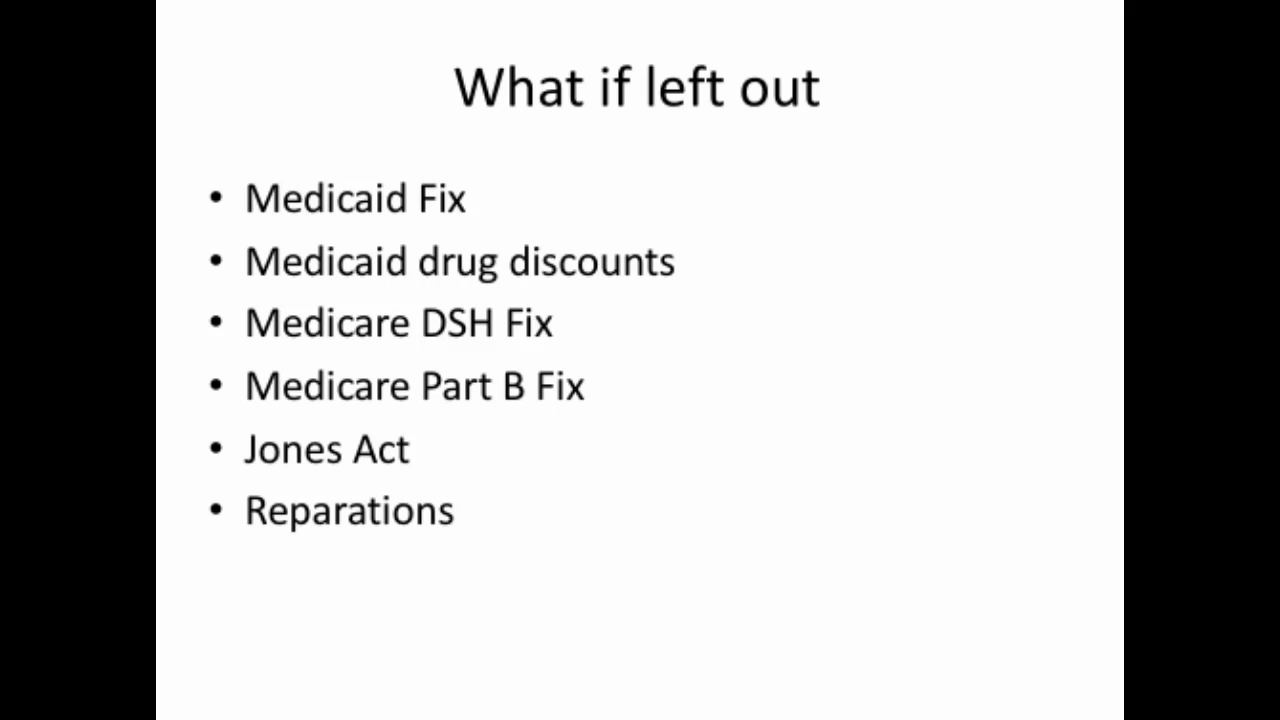 What if left out
• Medicaid Fix
• Medicaid drug discounts
• Medicare DSH Fix
• Medicare Part B Fix
• Jones Act
• Reparations